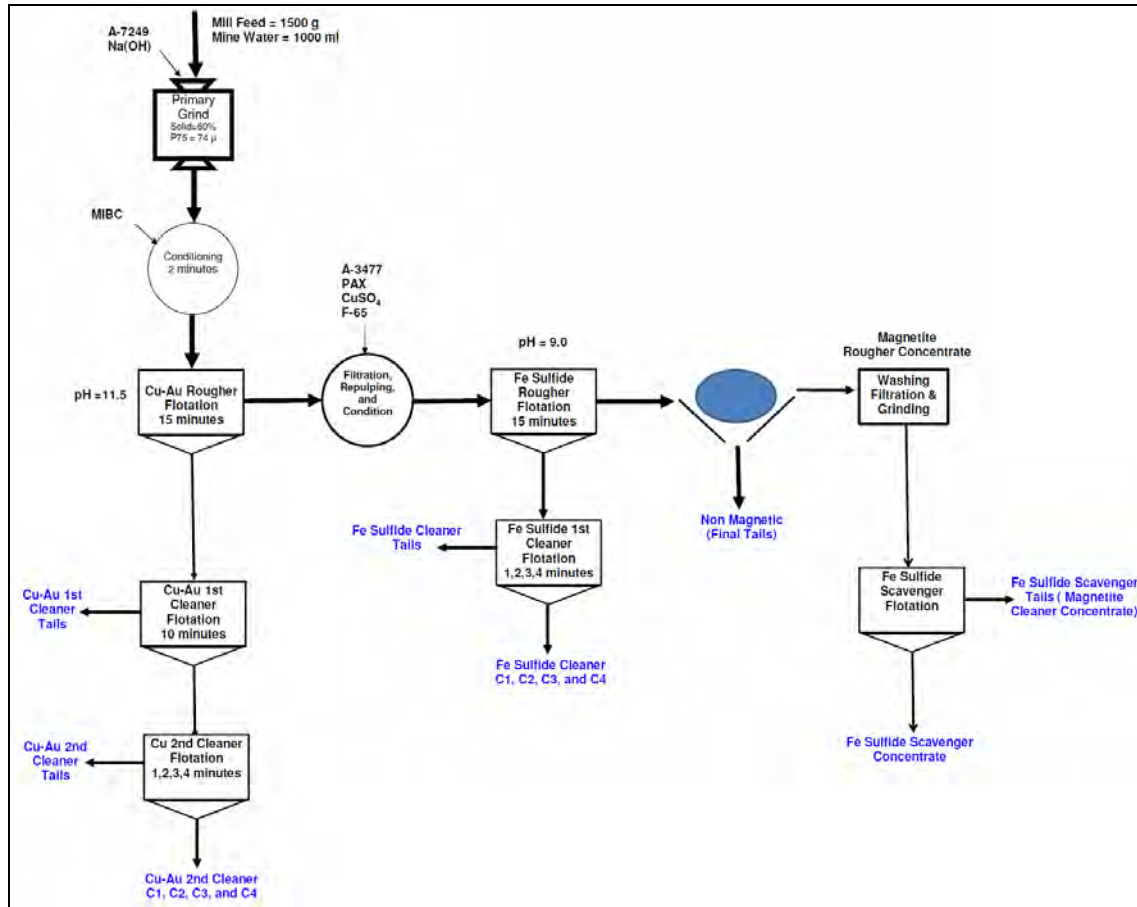 A-7249
Na(OH)
Mill Feed = 1500 g
Mine Water = 1000 ml
Primary
Grind
Solid=60%
P75 = 74 µ
MIBC
Conditioning
2 minutes
A-3477
PAX
CuSO4
F-65
pH =11.5
Cu-Au Rougher
Flotation
15 minutes
Filtration,
Repulping,
and
Condition
pH = 9.0
Fe Sulfide
Rougher
Flotation
15 minutes
Magnetite
Rougher Concentrate
Washing
Filtration &
Grinding
Non Magnetic
(Final Tails)
Fe Sulfide Cleaner
Tails
Fe Sulfide 1st
Cleaner
Flotation
1,2,3,4 minutes
Fe Sulfide Cleaner
C1, C2, C3, and C4
Fe Sulfide
Scavenger
Flotation
Fe Sulfide Scavenger
Tails ( Magnetite
Cleaner Concentrate)
Fe Sulfide Scavenger
Concentrate
Cu-Au 1st
Cleaner
Tails
Cu-Au 1st
Cleaner
Flotation
10 minutes
Cu-Au 2nd
Cleaner
Tails
Cu 2nd Cleaner
Flotation
1,2,3,4 minutes
Cu-Au 2nd Cleaner
C1, C2, C3, and C4